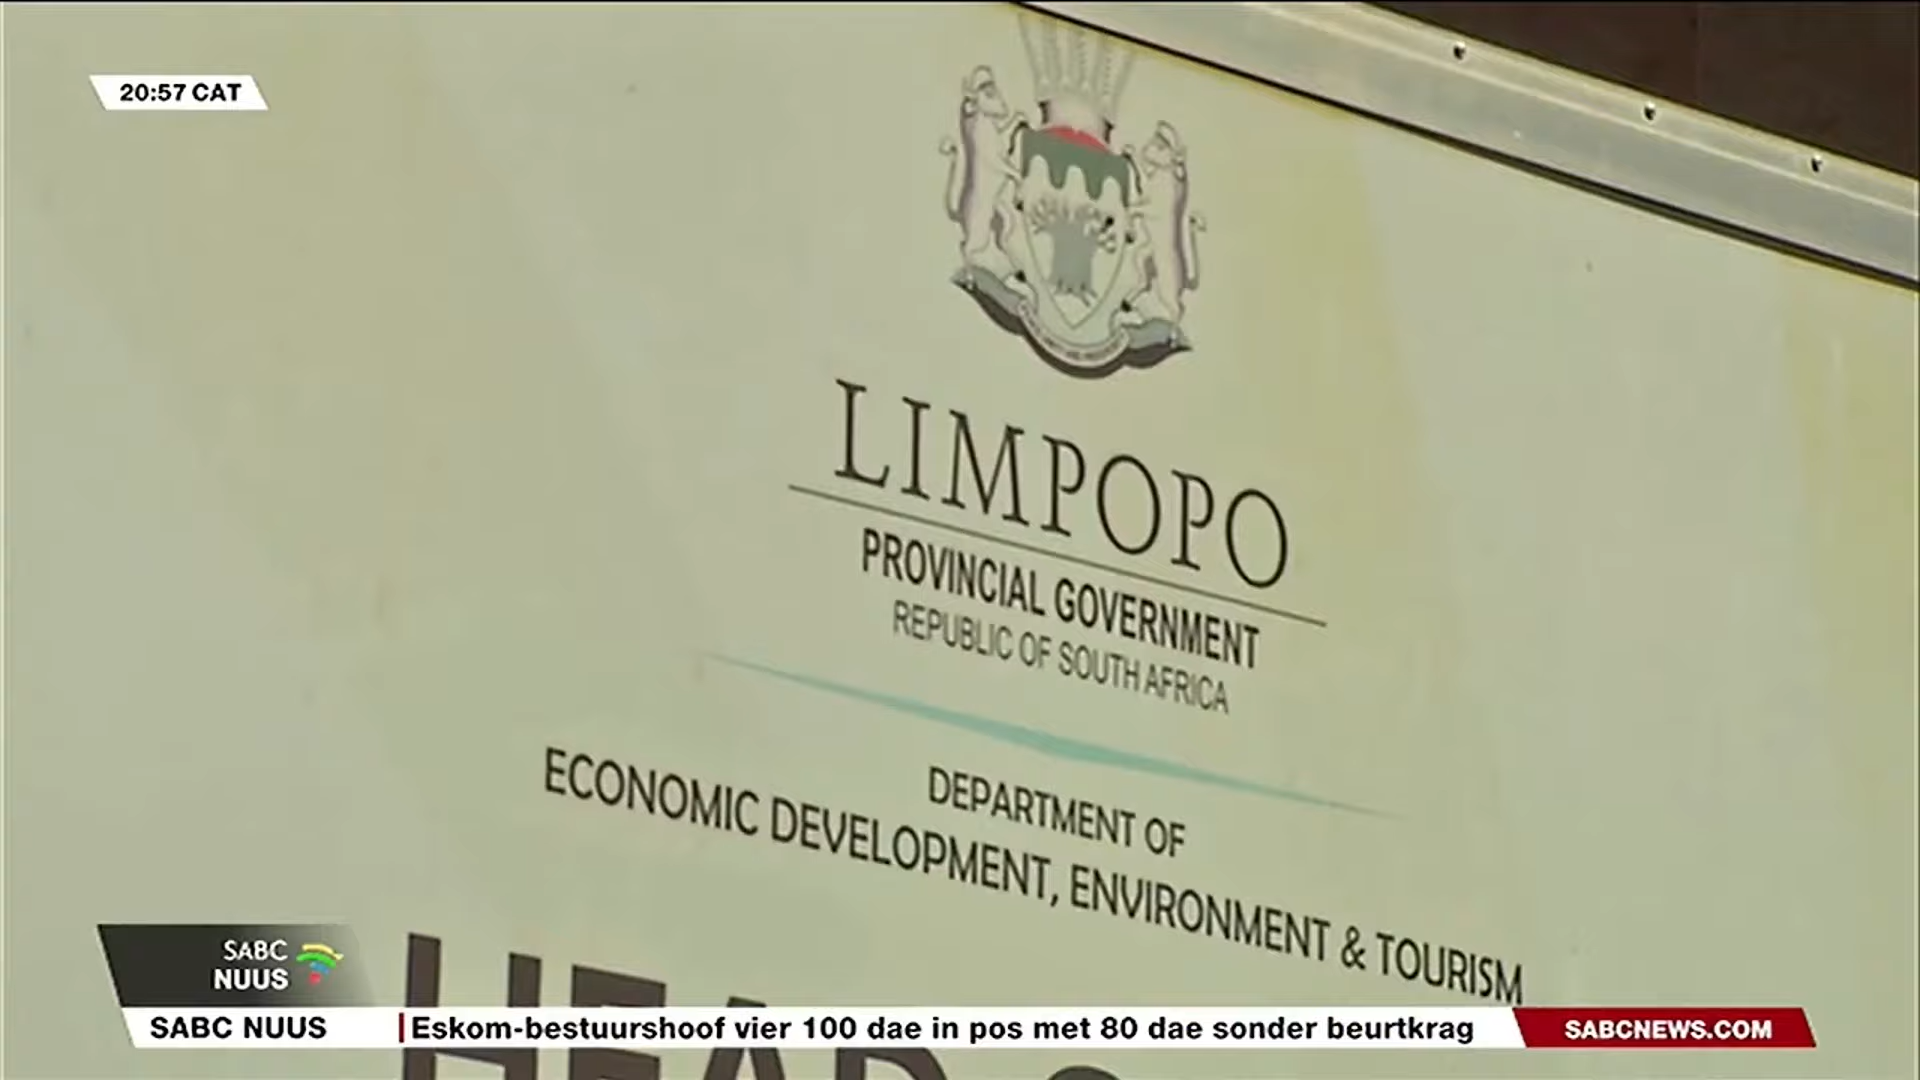 20:57 CAT
LIMPOPO
PROVINCIAL GOVERNMENT
REPUBLIC OF SOUTH AFRICA
DEPARTMENT OF
ECONOMIC DEVELOPMENT, ENVIRONMENT & TOURISM
SABC
NUUS
SABC NUUS
Eskom-bestuurshoof vier 100 dae in pos met 80 dae sonder beurtkrag
SABCNEWS.COM